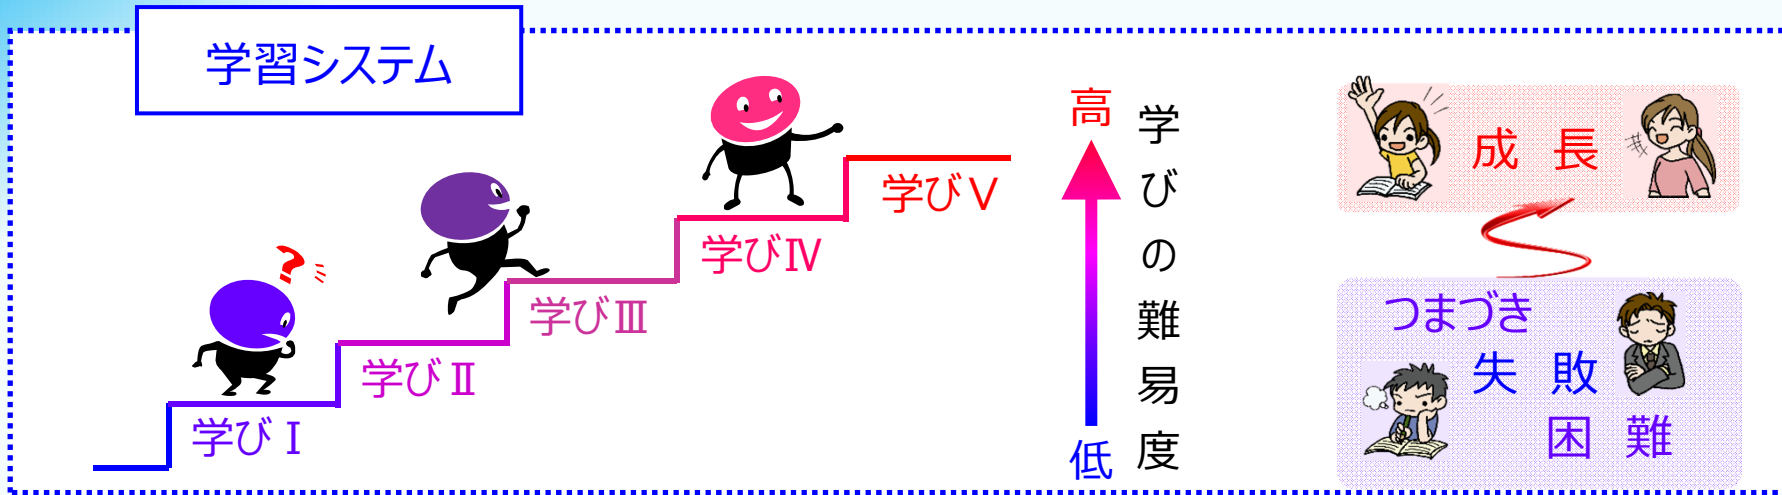 学習システム
学びⅠ
学びⅡ
学びⅢ
学びⅣ
学びⅤ
?
高
低
学びの難易度
成長
つまづき
失敗
困難